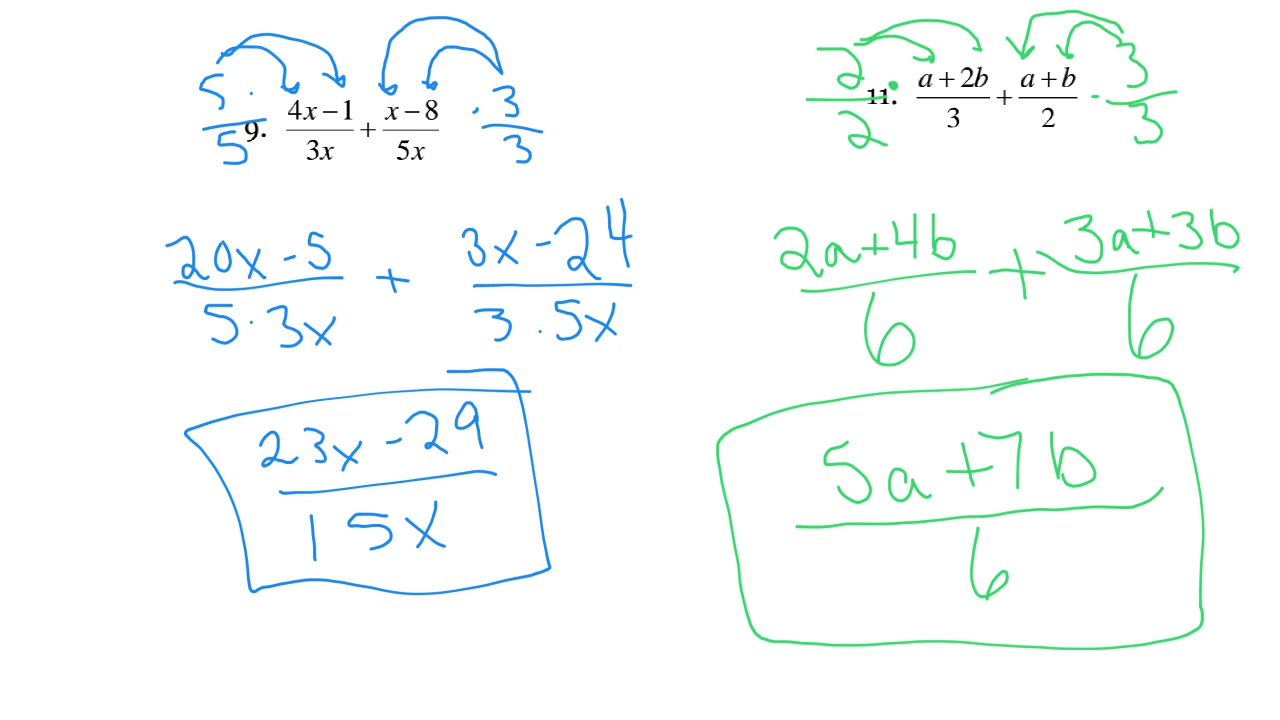 5/5 · 9. (4x−1)/(3x) + (x−8)/(5x) · 3/3
(20x-5)/(5·3x) + (3x-24)/(3·5x)
(23x-29)/(15x)
2/2 · 11. (a+2b)/3 + (a+b)/2 · 3/3
(2a+4b)/6 + (3a+3b)/6
(5a+7b)/6